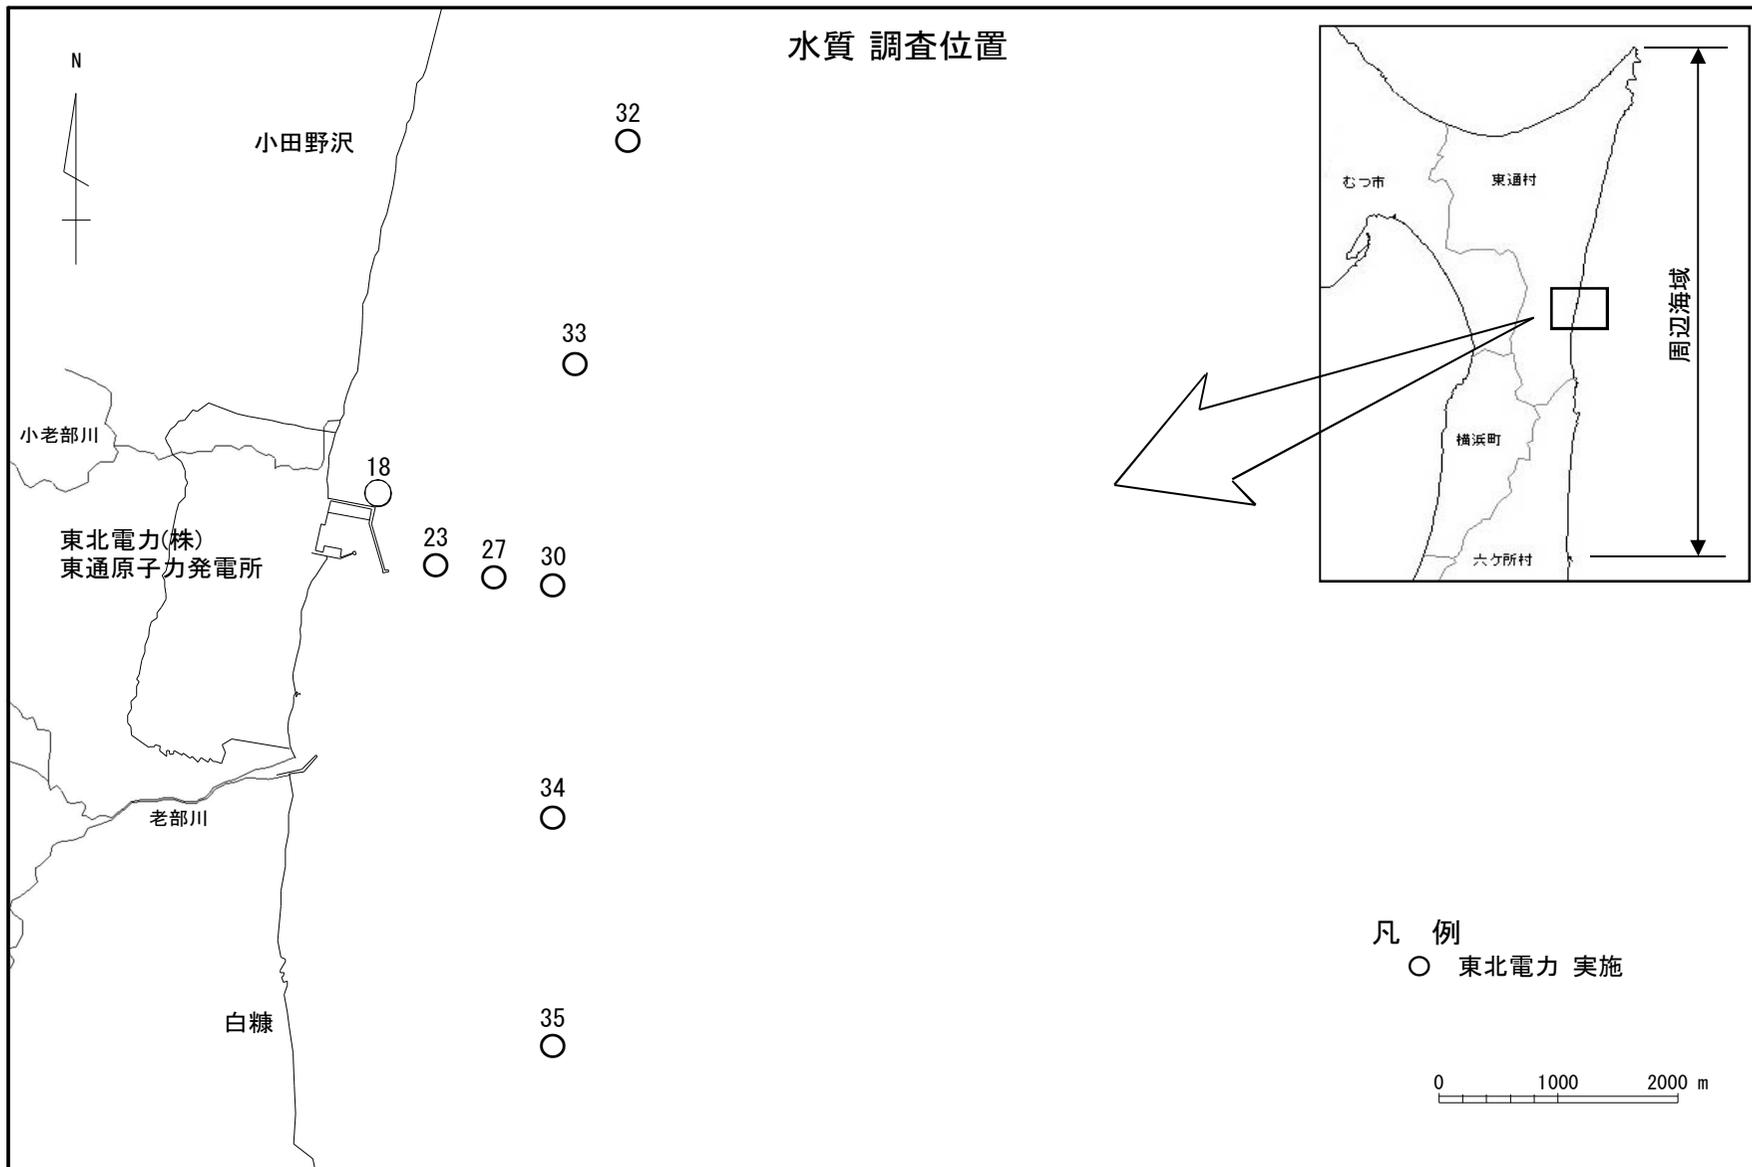 水質 調査位置
N
小田野沢
32
33
小老部川
18
東北電力(株)
東通原子力発電所
23
27
30
34
老部川
白糠
35
むつ市
東通村
周辺海域
横浜町
六ケ所村
凡 例
○ 東北電力 実施
0 1000 2000 m